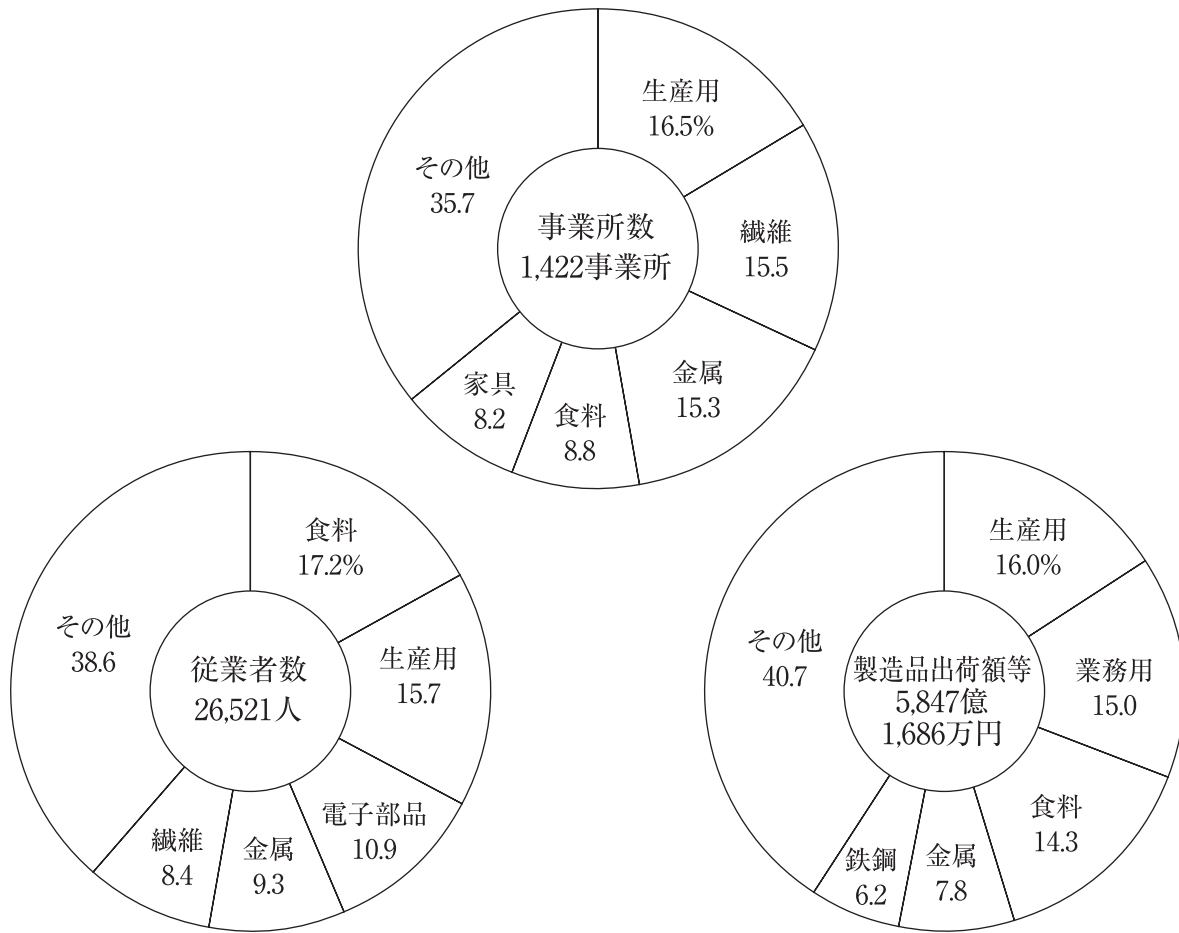 事業所数
1,422事業所
生産用
16.5%
繊維
15.5
金属
15.3
食料
8.8
家具
8.2
その他
35.7
従業者数
26,521人
食料
17.2%
生産用
15.7
電子部品
10.9
金属
9.3
繊維
8.4
その他
38.6
製造品出荷額等
5,847億
1,686万円
生産用
16.0%
業務用
15.0
食料
14.3
金属
7.8
鉄鋼
6.2
その他
40.7